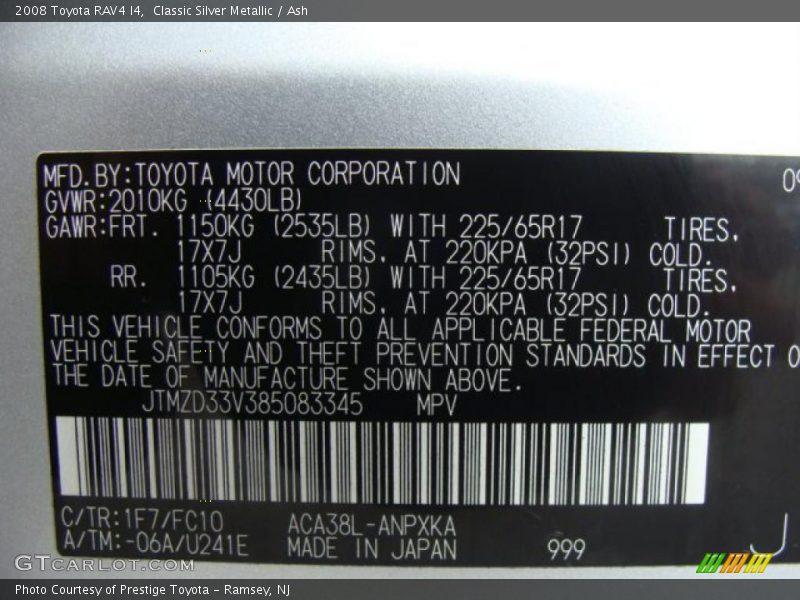 2008 Toyota RAV4 I4,  Classic Silver Metallic / Ash
MFD.BY:TOYOTA MOTOR CORPORATION 09
GVWR:2010KG (4430LB)
GAWR:FRT. 1150KG (2535LB) WITH 225/65R17 TIRES,
17X7J RIMS, AT 220KPA (32PSI) COLD.
RR. 1105KG (2435LB) WITH 225/65R17 TIRES,
17X7J RIMS, AT 220KPA (32PSI) COLD.
THIS VEHICLE CONFORMS TO ALL APPLICABLE FEDERAL MOTOR
VEHICLE SAFETY AND THEFT PREVENTION STANDARDS IN EFFECT O
THE DATE OF MANUFACTURE SHOWN ABOVE.
JTMZD33V385083345 MPV
C/TR:1F7/FC10 ACA38L-ANPXKA
A/TM:-06A/U241E MADE IN JAPAN 999
GTCARLOT.COM
Photo Courtesy of Prestige Toyota - Ramsey, NJ